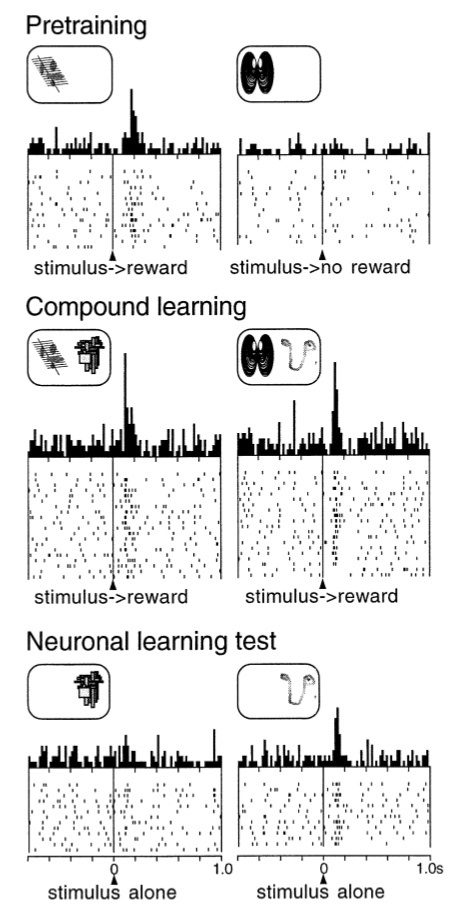 Pretraining
stimulus->reward stimulus->no reward
Compound learning
stimulus->reward stimulus->reward
Neuronal learning test
0 1.0 0 1.0s
stimulus alone stimulus alone